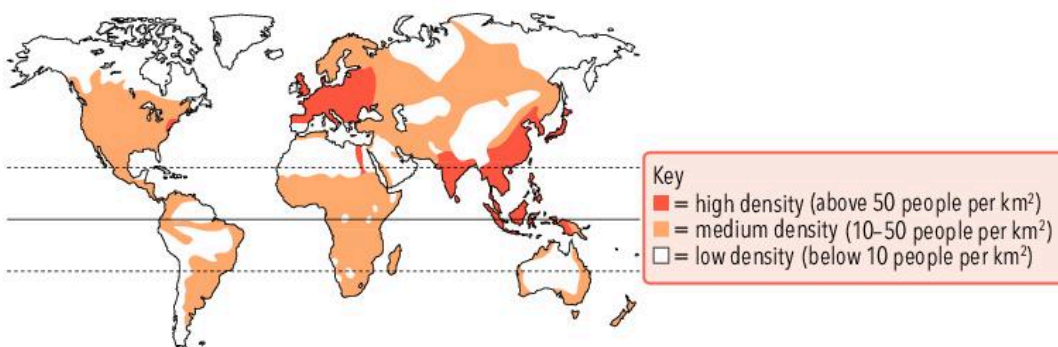 Key
= high density (above 50 people per km²)
= medium density (10–50 people per km²)
= low density (below 10 people per km²)